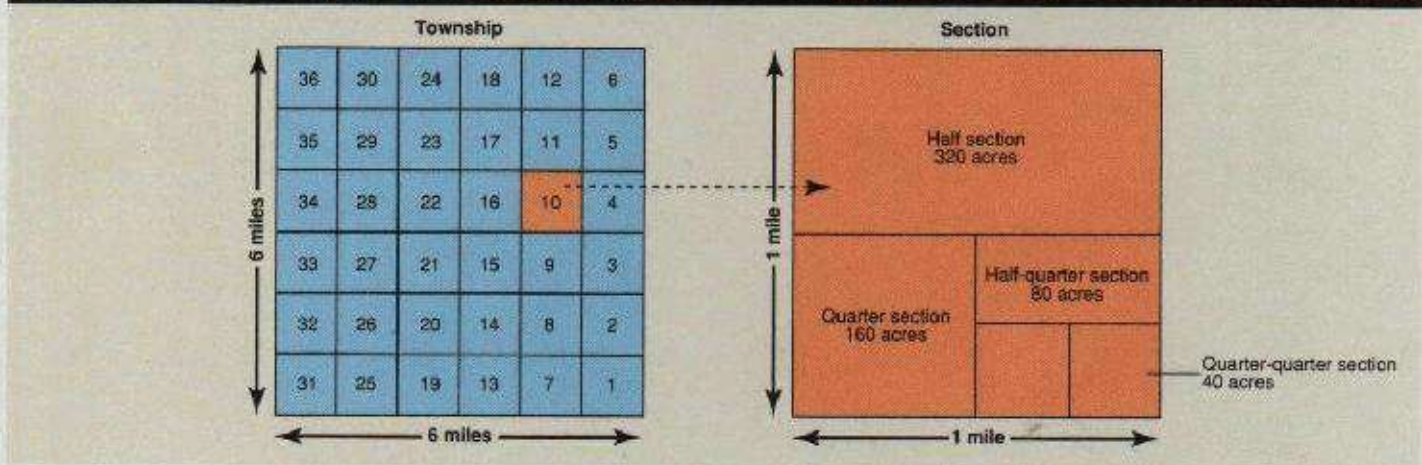 Township
36 30 24 18 12 6
35 29 23 17 11 5
34 28 22 16 10 4
33 27 21 15 9 3
32 26 20 14 8 2
31 25 19 13 7 1
6 miles
6 miles
Section
Half section
320 acres
Quarter section
160 acres
Half-quarter section
80 acres
Quarter-quarter section
40 acres
1 mile
1 mile